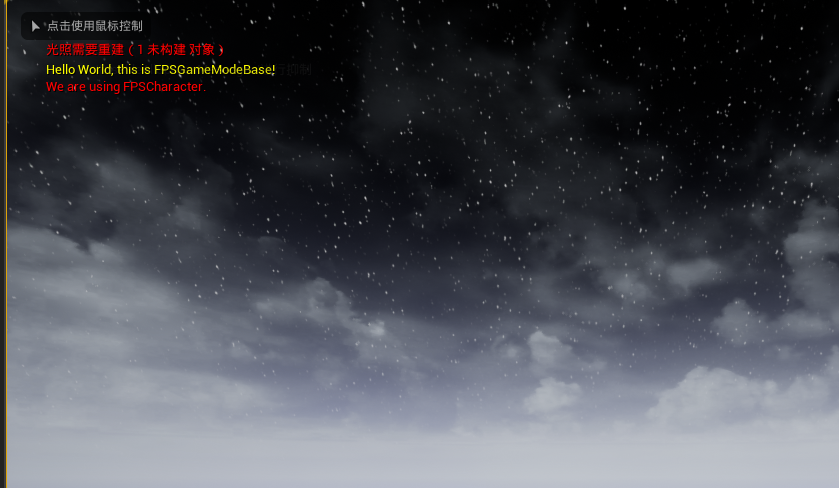 点击使用鼠标控制
光照需要重建（1 未构建 对象）
Hello World, this is FPSGameModeBase!
We are using FPSCharacter.